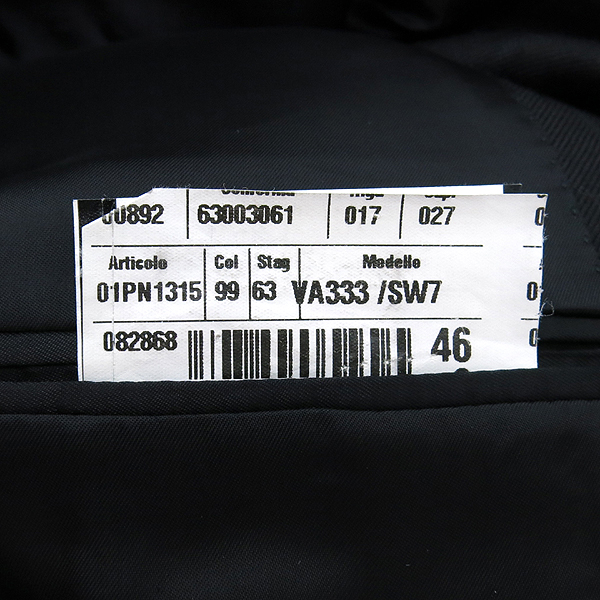 00892 63003061 017 027
Articolo Col Stag Modello
01PN1315 99 63 VA333 /SW7
082868 46